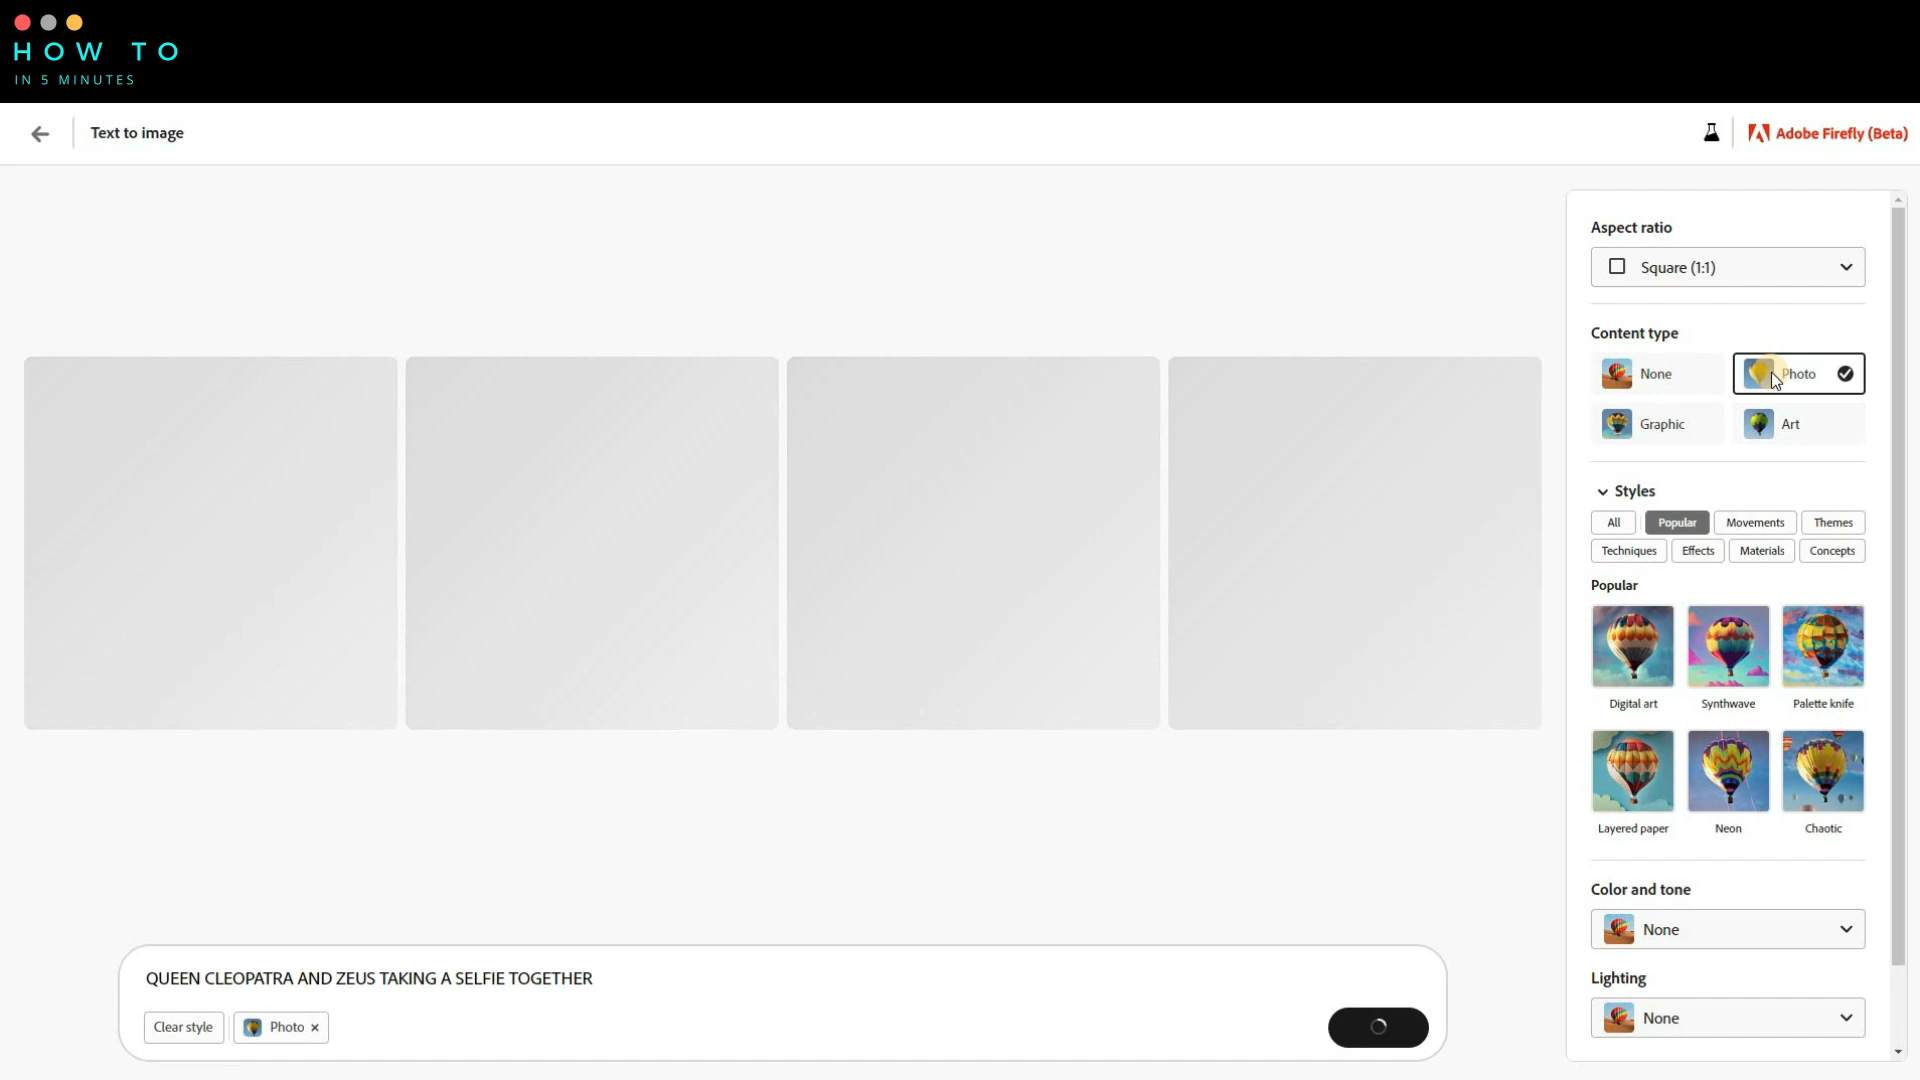 HOW TO
IN 5 MINUTES
Text to image
Adobe Firefly (Beta)
Aspect ratio
Square (1:1)
Content type
None
Photo
Graphic
Art
Styles
All
Popular
Movements
Themes
Techniques
Effects
Materials
Concepts
Popular
Digital art
Synthwave
Palette knife
Layered paper
Neon
Chaotic
Color and tone
None
Lighting
None
QUEEN CLEOPATRA AND ZEUS TAKING A SELFIE TOGETHER
Clear style
Photo ×